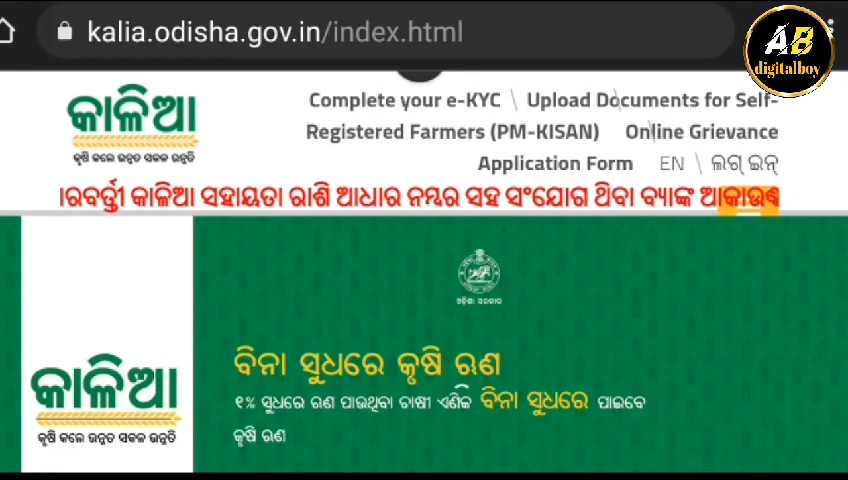 kalia.odisha.gov.in/index.html
AB
digitalboy
କାଳିଆ
କୃଷି କଲେ ଉନ୍ନତ ସକଳ ଉନ୍ନତି
Complete your e-KYC \ Upload Documents for Self-
Registered Farmers (PM-KISAN) Online Grievance
Application Form EN \ ଲଗ୍ ଇନ୍
ାରବର୍ତ୍ତୀ କାଳିଆ ସହାୟତା ରାଶି ଆଧାର ନମ୍ବର ସହ ସଂଯୋଗ ଥିବା ବ୍ୟାଙ୍କ ଆକାଉଣ୍ଟ
ଓଡ଼ିଶା ସରକାର
ବିନା ସୁଧରେ କୃଷି ଋଣ
୧% ସୁଧରେ ଋଣ ପାଉଥିବା ଚାଷୀ ଏଣିକି ବିନା ସୁଧରେ ପାଇବେ
କୃଷି ଋଣ
କାଳିଆ
କୃଷି କଲେ ଉନ୍ନତ ସକଳ ଉନ୍ନତି